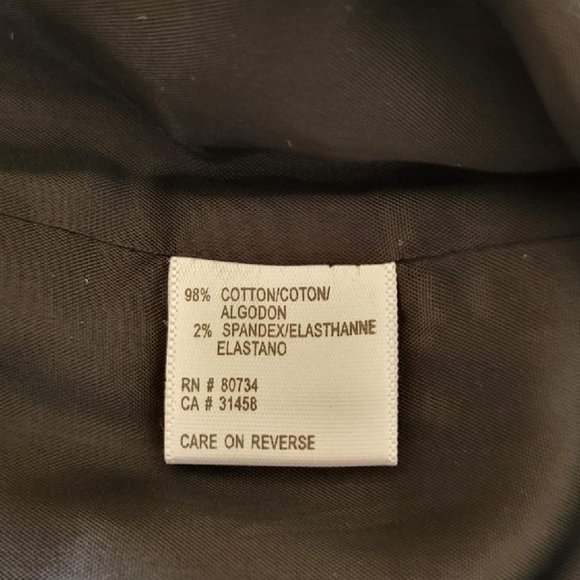 98% COTTON/COTON/
ALGODON
2% SPANDEX/ELASTHANNE
ELASTANO
RN # 80734
CA # 31458
CARE ON REVERSE